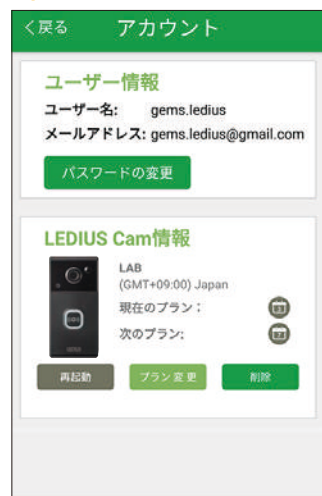 く戻る アカウント
ユーザー情報
ユーザー名: gems.ledius
メールアドレス: gems.ledius@gmail.com
パスワードの変更
LEDIUS Cam情報
LAB
(GMT+09:00) Japan
現在のプラン：
次のプラン:
再起動 プラン変更 削除